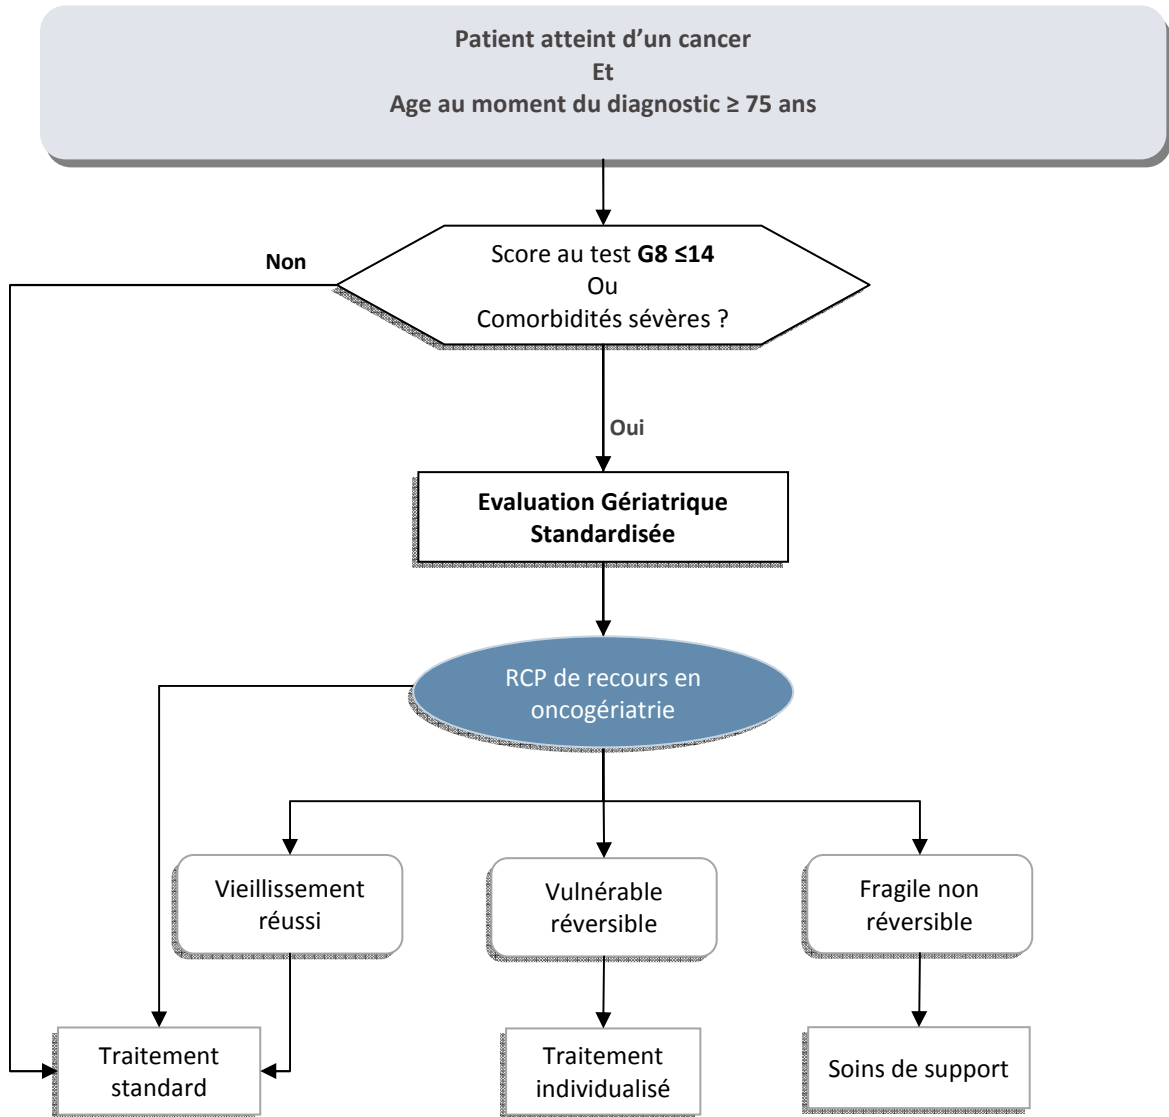 Patient atteint d'un cancer
Et
Age au moment du diagnostic ≥ 75 ans
Non
Score au test G8 ≤14
Ou
Comorbidités sévères ?
Oui
Evaluation Gériatrique
Standardisée
RCP de recours en
oncogériatrie
Vieillissement
réussi
Vulnérable
réversible
Fragile non
réversible
Traitement
standard
Traitement
individualisé
Soins de support